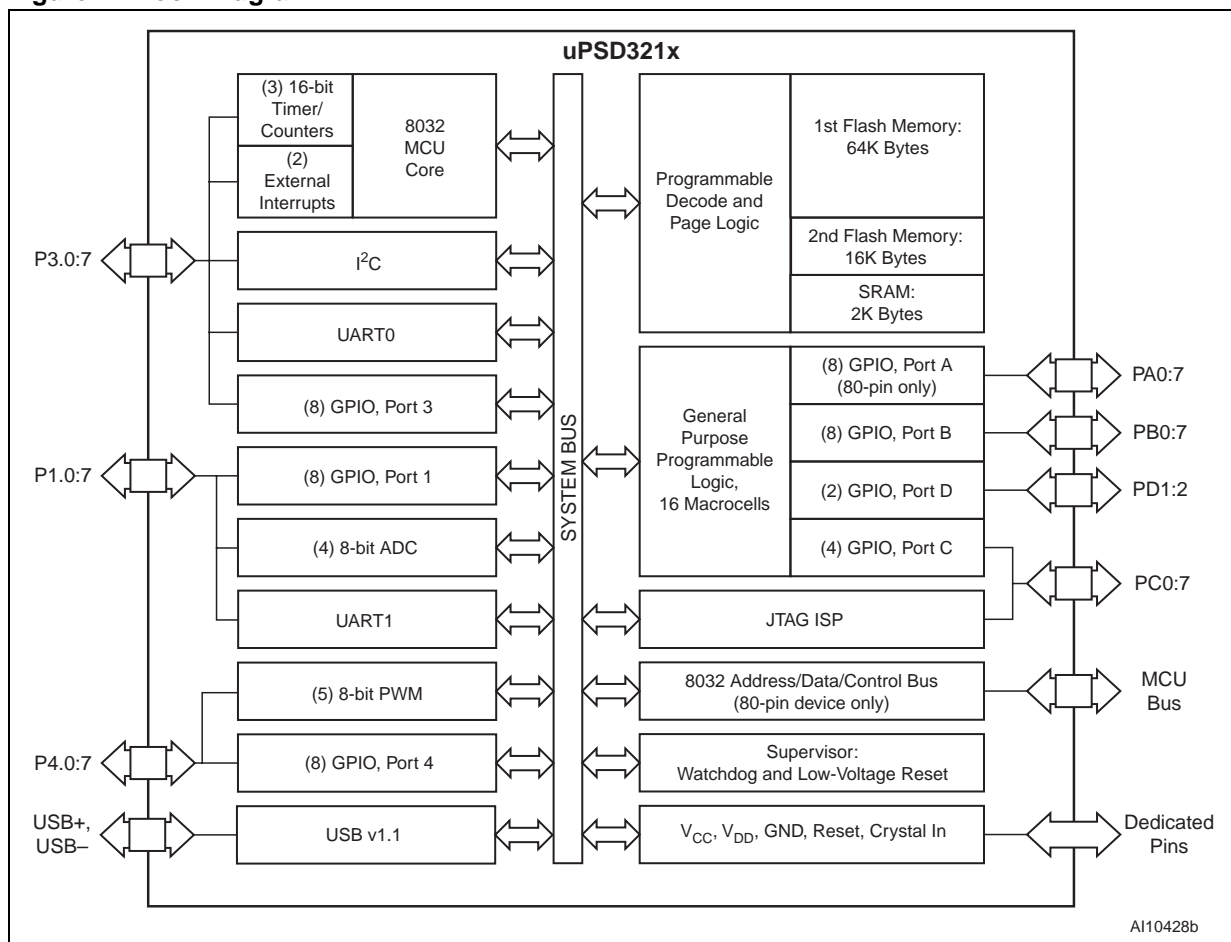 uPSD321x
(3) 16-bit
Timer/
Counters
(2)
External
Interrupts
8032
MCU
Core
I2C
UART0
(8) GPIO, Port 3
(8) GPIO, Port 1
(4) 8-bit ADC
UART1
(5) 8-bit PWM
(8) GPIO, Port 4
USB v1.1
P3.0:7
P1.0:7
P4.0:7
USB+,
USB–
SYSTEM BUS
Programmable
Decode and
Page Logic
1st Flash Memory:
64K Bytes
2nd Flash Memory:
16K Bytes
SRAM:
2K Bytes
General
Purpose
Programmable
Logic,
16 Macrocells
(8) GPIO, Port A
(80-pin only)
(8) GPIO, Port B
(2) GPIO, Port D
(4) GPIO, Port C
JTAG ISP
8032 Address/Data/Control Bus
(80-pin device only)
Supervisor:
Watchdog and Low-Voltage Reset
VCC, VDD, GND, Reset, Crystal In
PA0:7
PB0:7
PD1:2
PC0:7
MCU
Bus
Dedicated
Pins
AI10428b